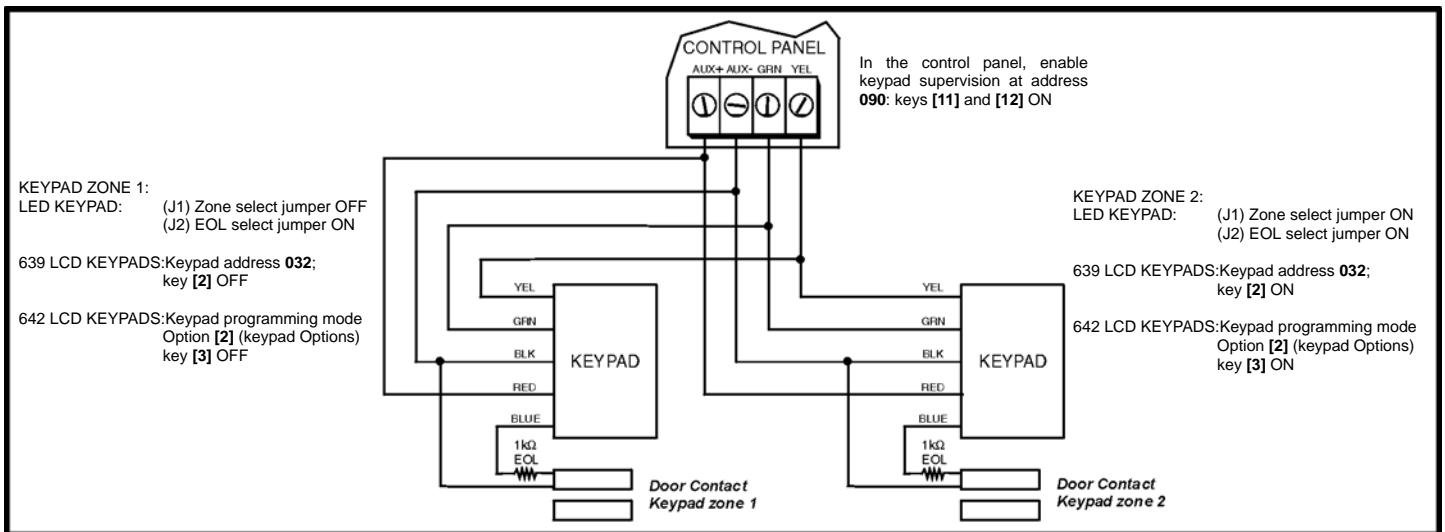 CONTROL PANEL
AUX+ AUX- GRN YEL
In the control panel, enable
keypad supervision at address
090: keys [11] and [12] ON
KEYPAD ZONE 1:
LED KEYPAD: (J1) Zone select jumper OFF
(J2) EOL select jumper ON
639 LCD KEYPADS:Keypad address 032;
key [2] OFF
642 LCD KEYPADS:Keypad programming mode
Option [2] (keypad Options)
key [3] OFF
YEL
GRN
BLK
RED
BLUE
KEYPAD
1kΩ
EOL
Door Contact
Keypad zone 1
YEL
GRN
BLK
RED
BLUE
KEYPAD
1kΩ
EOL
Door Contact
Keypad zone 2
KEYPAD ZONE 2:
LED KEYPAD: (J1) Zone select jumper ON
(J2) EOL select jumper ON
639 LCD KEYPADS:Keypad address 032;
key [2] ON
642 LCD KEYPADS:Keypad programming mode
Option [2] (keypad Options)
key [3] ON